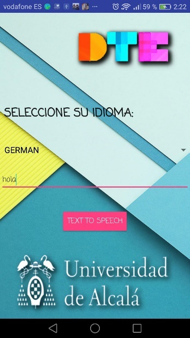 vodafone ES 59 % 2:22
DTE
SELECCIONE SU IDIOMA:
GERMAN
hola
TEXT TO SPEECH
Universidad
de Alcalá